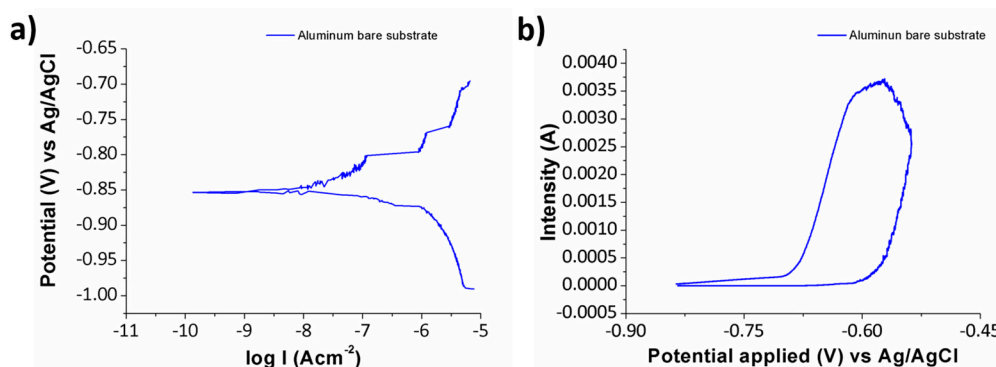 a)
Aluminum bare substrate
Potential (V) vs Ag/AgCl
-0.65
-0.70
-0.75
-0.80
-0.85
-0.90
-0.95
-1.00
-11 -10 -9 -8 -7 -6 -5
log I (Acm-2)
b)
Aluminun bare substrate
Intensity (A)
0.0040
0.0035
0.0030
0.0025
0.0020
0.0015
0.0010
0.0005
0.0000
-0.0005
-0.90 -0.75 -0.60 -0.45
Potential applied (V) vs Ag/AgCl